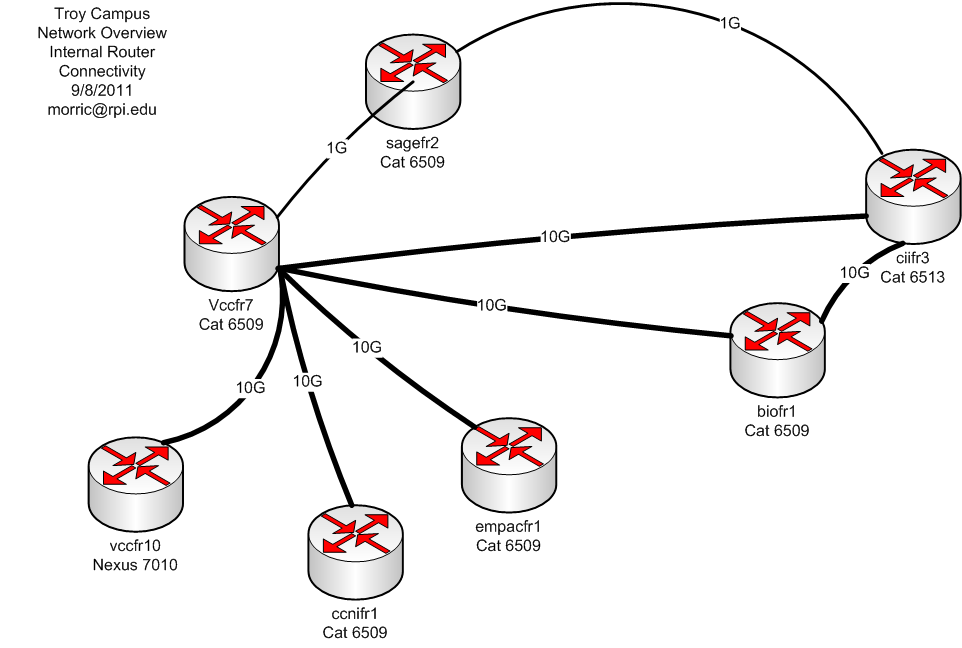 Troy Campus
Network Overview
Internal Router
Connectivity
9/8/2011
morric@rpi.edu
1G
sagefr2
Cat 6509
1G
Vccfr7
Cat 6509
10G
ciifr3
Cat 6513
10G
10G
biofr1
Cat 6509
10G
10G
10G
empacfr1
Cat 6509
vccfr10
Nexus 7010
ccnifr1
Cat 6509